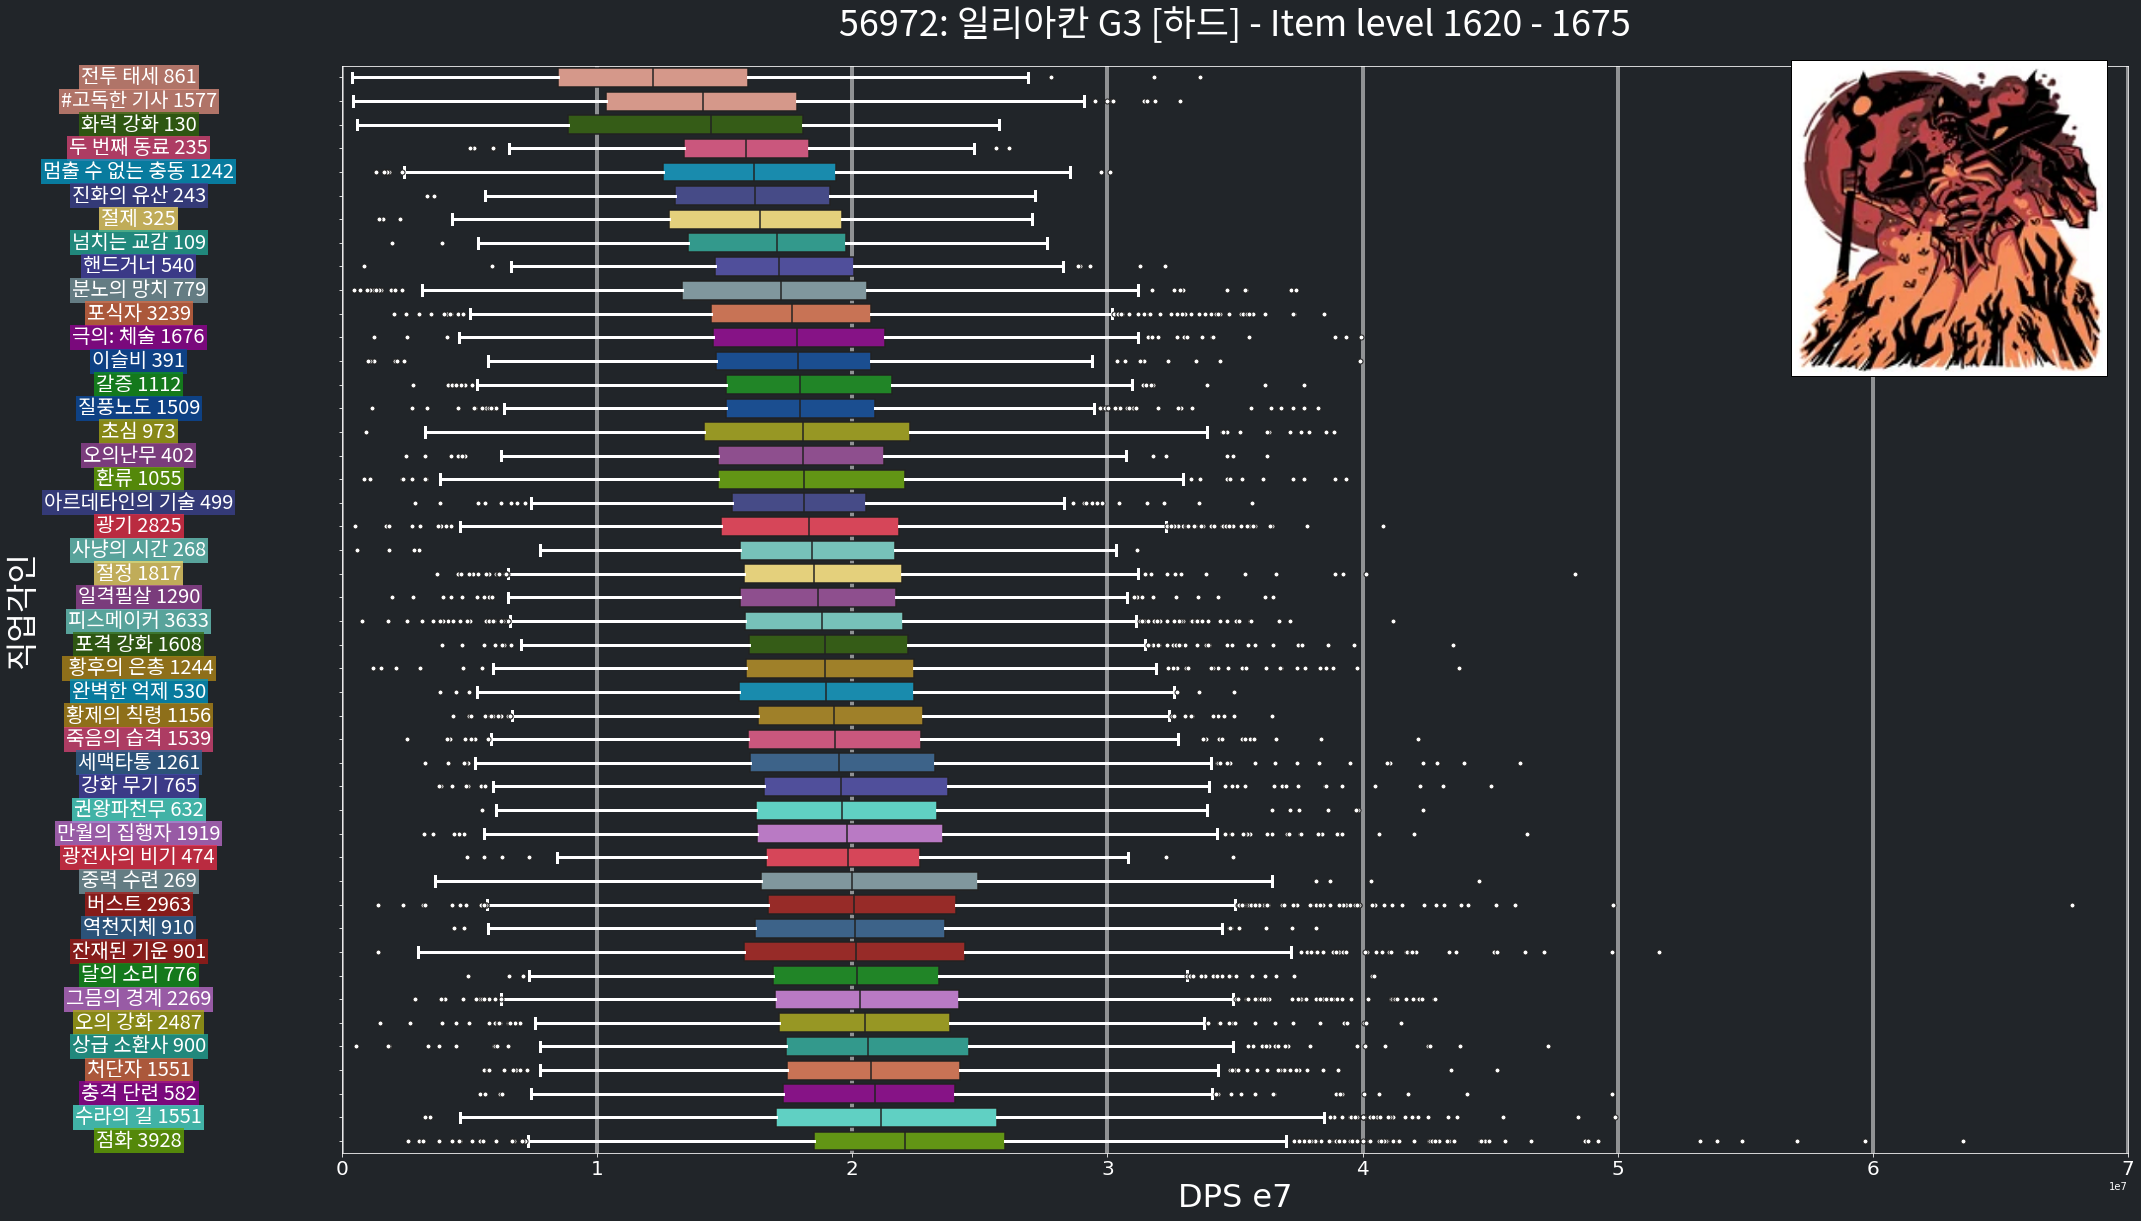 56972: 일리아칸 G3 [하드] - Item level 1620 - 1675
전투 태세 861
#고독한 기사 1577
화력 강화 130
두 번째 동료 235
멈출 수 없는 충동 1242
진화의 유산 243
절제 325
넘치는 교감 109
핸드거너 540
분노의 망치 779
포식자 3239
극의: 체술 1676
이슬비 391
갈증 1112
질풍노도 1509
초심 973
오의난무 402
환류 1055
아르데타인의 기술 499
광기 2825
사냥의 시간 268
절정 1817
일격필살 1290
피스메이커 3633
포격 강화 1608
황후의 은총 1244
완벽한 억제 530
황제의 칙령 1156
죽음의 습격 1539
세맥타통 1261
강화 무기 765
권왕파천무 632
만월의 집행자 1919
광전사의 비기 474
중력 수련 269
버스트 2963
역천지체 910
잔재된 기운 901
달의 소리 776
그믐의 경계 2269
오의 강화 2487
상급 소환사 900
처단자 1551
충격 단련 582
수라의 길 1551
점화 3928
직업각인
0 1 2 3 4 5 6 7
1e7
DPS e7